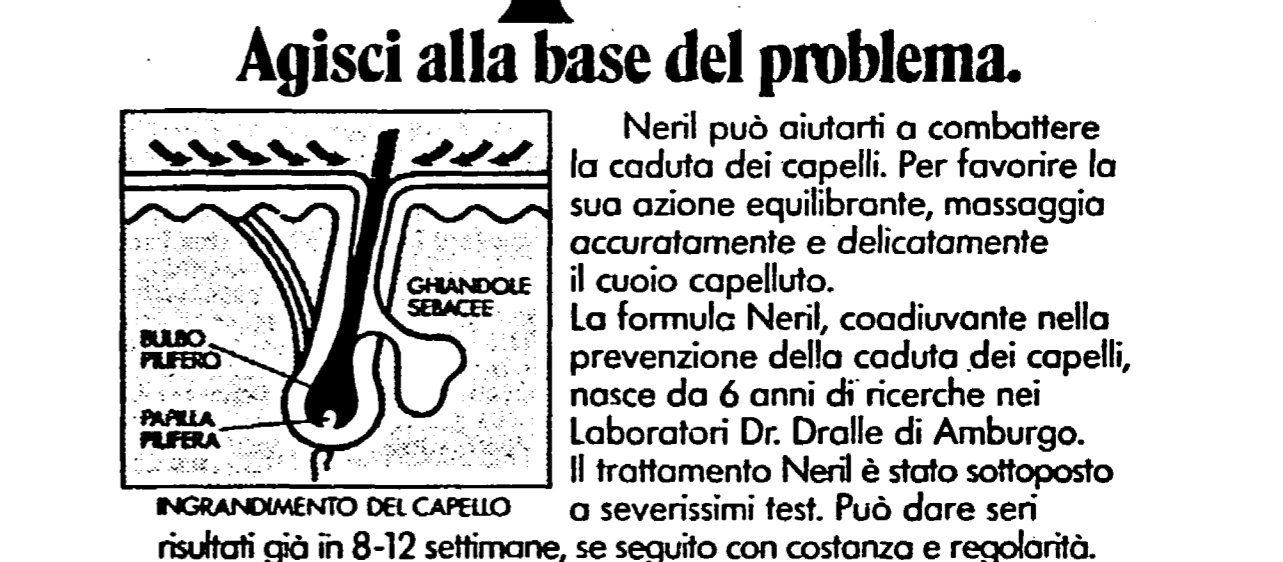 Agisci alla base del problema.
GHIANDOLE
SEBACEE
BULBO
PILIFERO
PAPILLA
PILIFERA
INGRANDIMENTO DEL CAPELLO
Neril può aiutarti a combattere
la caduta dei capelli. Per favorire la
sua azione equilibrante, massaggia
accuratamente e delicatamente
il cuoio capelluto.
La formula Neril, coadiuvante nella
prevenzione della caduta dei capelli,
nasce da 6 anni di ricerche nei
Laboratori Dr. Dralle di Amburgo.
Il trattamento Neril è stato sottoposto
a severissimi test. Può dare seri
risultati già in 8-12 settimane, se seguito con costanza e regolarità.